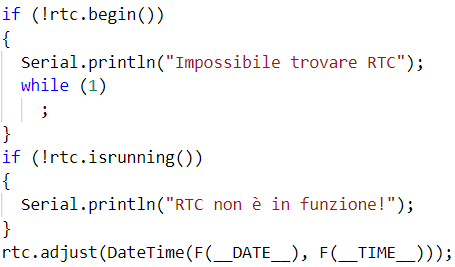 if (!rtc.begin())
{
  Serial.println("Impossibile trovare RTC");
  while (1)
    ;
}
if (!rtc.isrunning())
{
  Serial.println("RTC non è in funzione!");
}
rtc.adjust(DateTime(F(__DATE__), F(__TIME__)));